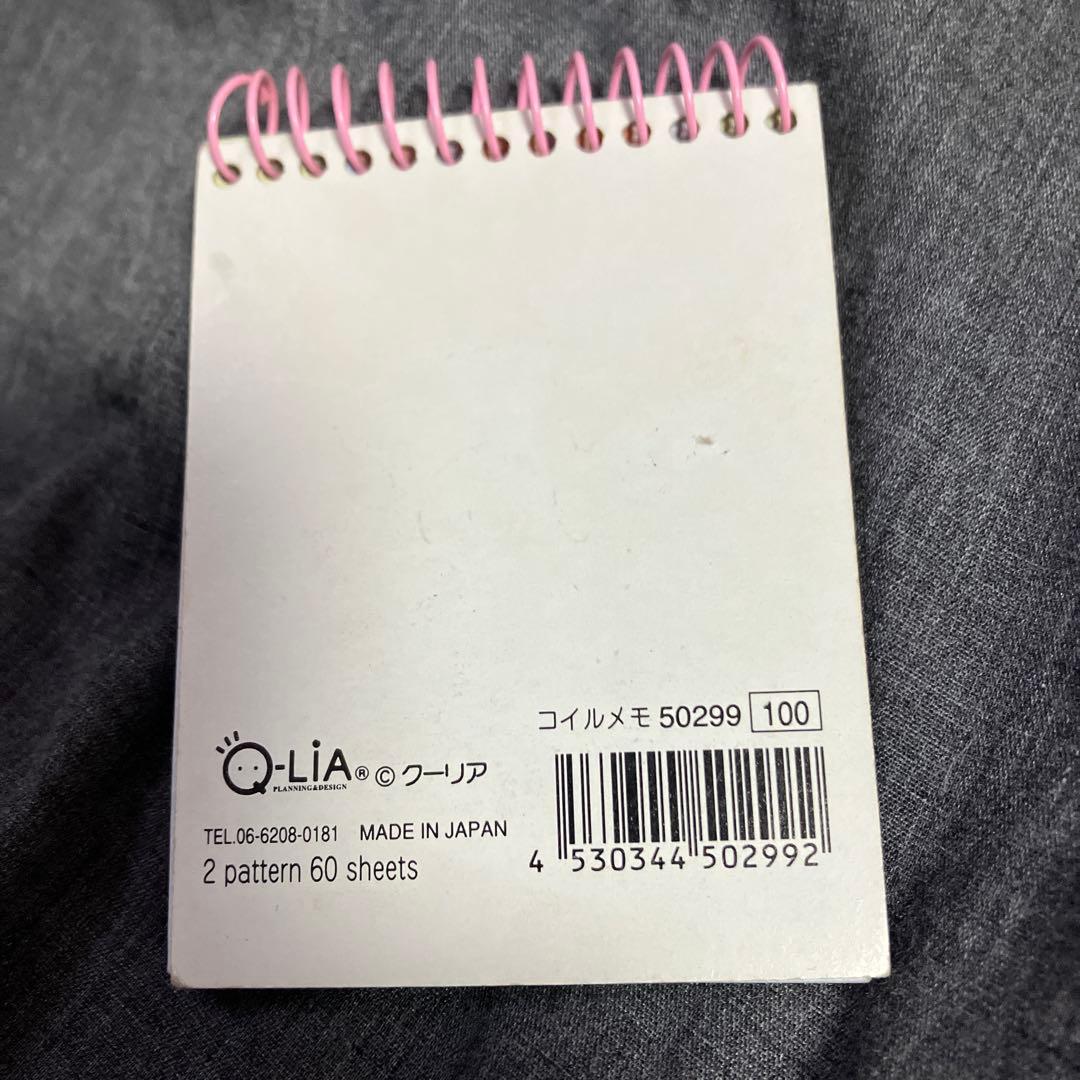 コイルメモ 50299 100
Q-LiA® © クーリア
PLANNING&DESIGN
TEL.06-6208-0181 MADE IN JAPAN
2 pattern 60 sheets
4 530344 502992